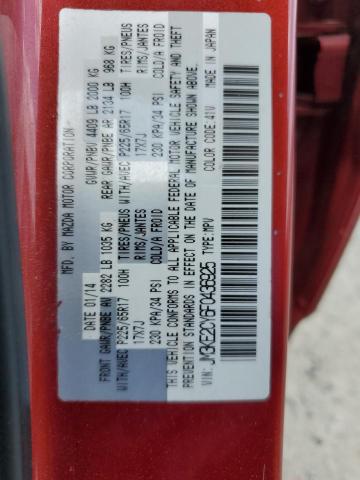 MFD. BY MAZDA MOTOR CORPORATION
DATE: 01/14 GVWR/PNBV 4409 LB 2000 KG
FRONT GAWR/PNBE AV 2282 LB 1035 KG REAR GAWR/PNBE AR 2134 LB 968 KG
WITH/AVEC P225/65R17 100H TIRES/PNEUS WITH/AVEC P225/65R17 100H TIRES/PNEUS
17X7J RIMS/JANTES 17X7J RIMS/JANTES
230 KPA/34 PSI COLD/A FROID 230 KPA/34 PSI COLD/A FROID
THIS VEHICLE CONFORMS TO ALL APPLICABLE FEDERAL MOTOR VEHICLE SAFETY AND THEFT
PREVENTION STANDARDS IN EFFECT ON THE DATE OF MANUFACTURE SHOWN ABOVE.
VIN: JM3KE2CY6F0436925 COLOR CODE:41V MADE IN JAPAN
TYPE:MPV